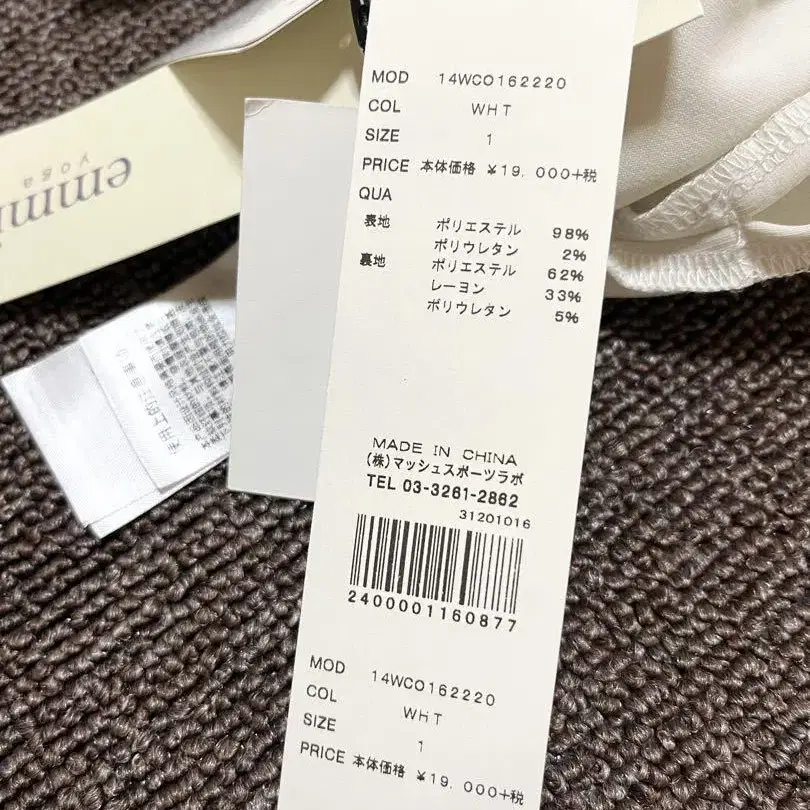 emmi
yoga
MOD 14WCO162220
COL WHT
SIZE 1
PRICE 本体価格 ¥19,000+税
QUA
表地 ポリエステル 98%
ポリウレタン 2%
裏地 ポリエステル 62%
レーヨン 33%
ポリウレタン 5%
MADE IN CHINA
(株)マッシュスポーツラボ
TEL 03-3261-2862
31201016
2400001160877
MOD 14WCO162220
COL WHT
SIZE 1
PRICE 本体価格 ¥19,000+税